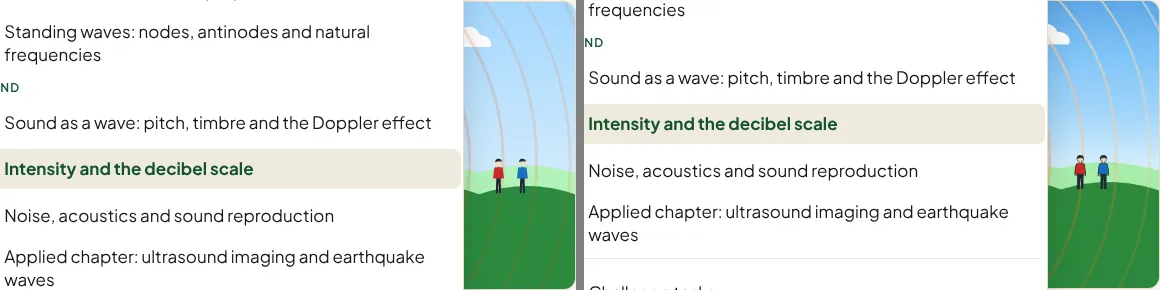 Standing waves: nodes, antinodes and natural
frequencies
ND
Sound as a wave: pitch, timbre and the Doppler effect
Intensity and the decibel scale
Noise, acoustics and sound reproduction
Applied chapter: ultrasound imaging and earthquake
waves
frequencies
ND
Sound as a wave: pitch, timbre and the Doppler effect
Intensity and the decibel scale
Noise, acoustics and sound reproduction
Applied chapter: ultrasound imaging and earthquake
waves